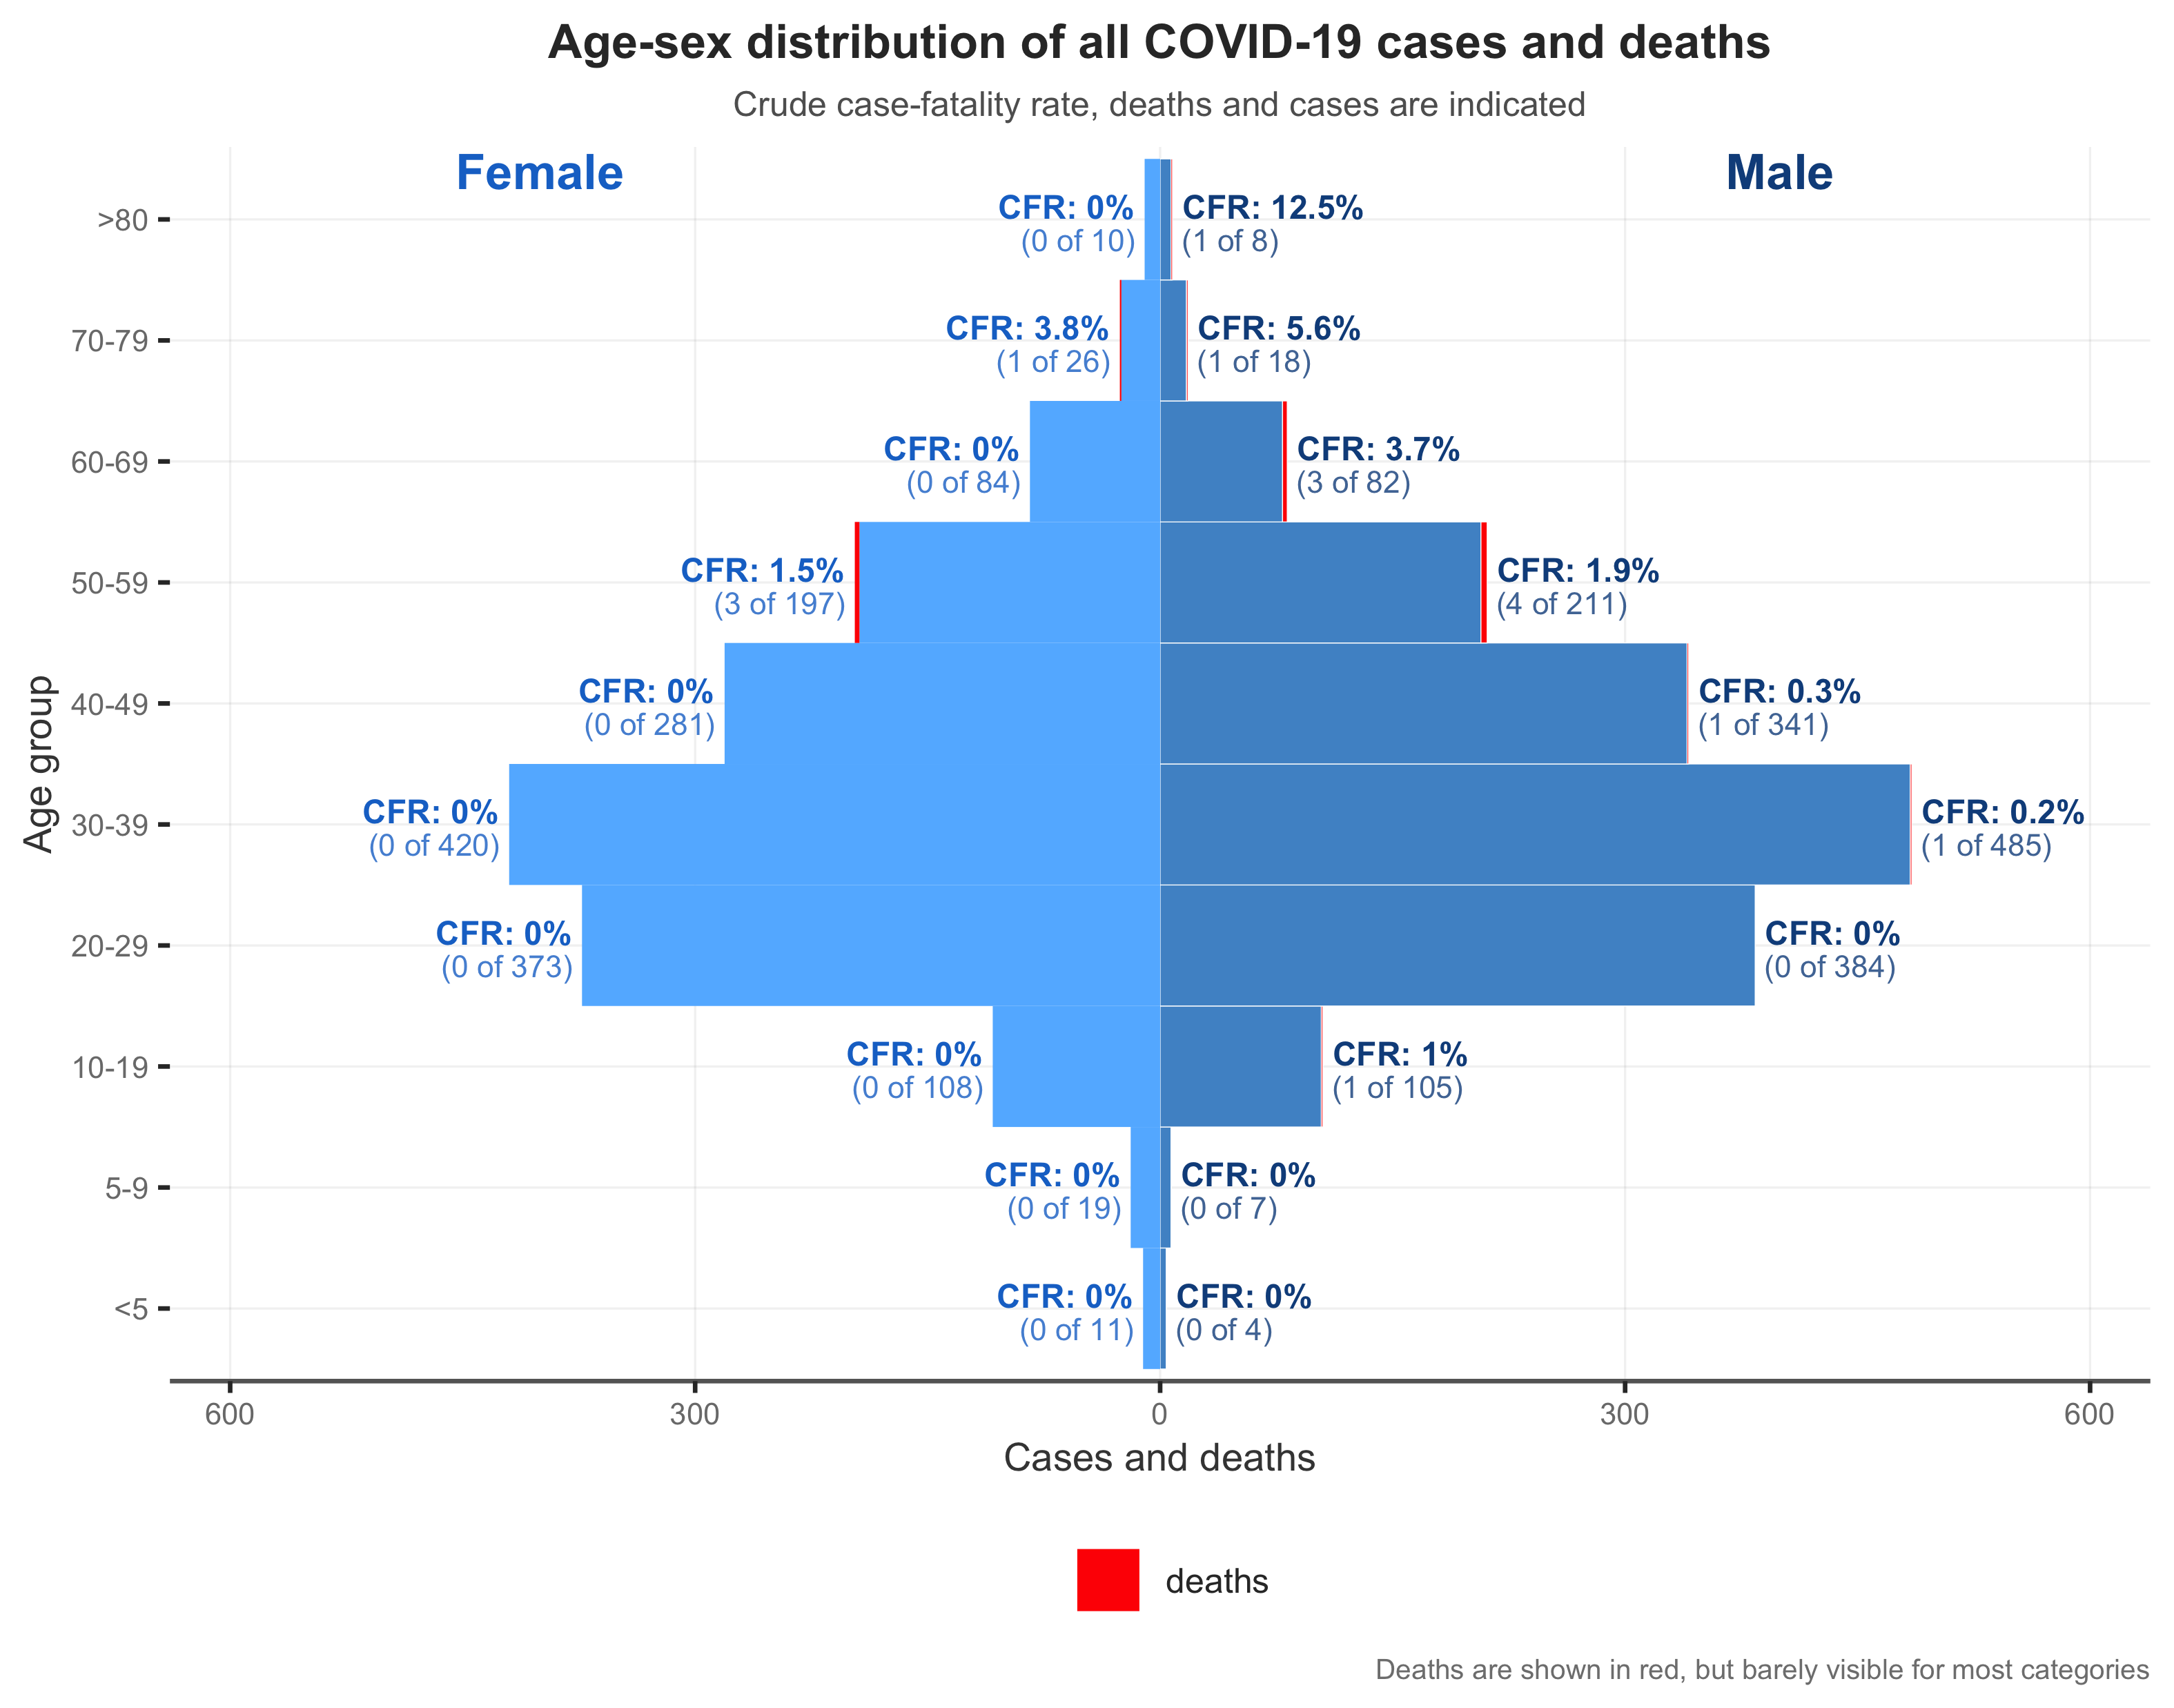 Age-sex distribution of all COVID-19 cases and deaths
Crude case-fatality rate, deaths and cases are indicated
Female
Male
>80
CFR: 0%
(0 of 10)
CFR: 12.5%
(1 of 8)
70-79
CFR: 3.8%
(1 of 26)
CFR: 5.6%
(1 of 18)
60-69
CFR: 0%
(0 of 84)
CFR: 3.7%
(3 of 82)
50-59
CFR: 1.5%
(3 of 197)
CFR: 1.9%
(4 of 211)
40-49
CFR: 0%
(0 of 281)
CFR: 0.3%
(1 of 341)
30-39
CFR: 0%
(0 of 420)
CFR: 0.2%
(1 of 485)
20-29
CFR: 0%
(0 of 373)
CFR: 0%
(0 of 384)
10-19
CFR: 0%
(0 of 108)
CFR: 1%
(1 of 105)
5-9
CFR: 0%
(0 of 19)
CFR: 0%
(0 of 7)
<5
CFR: 0%
(0 of 11)
CFR: 0%
(0 of 4)
Age group
600
300
0
300
600
Cases and deaths
deaths
Deaths are shown in red, but barely visible for most categories